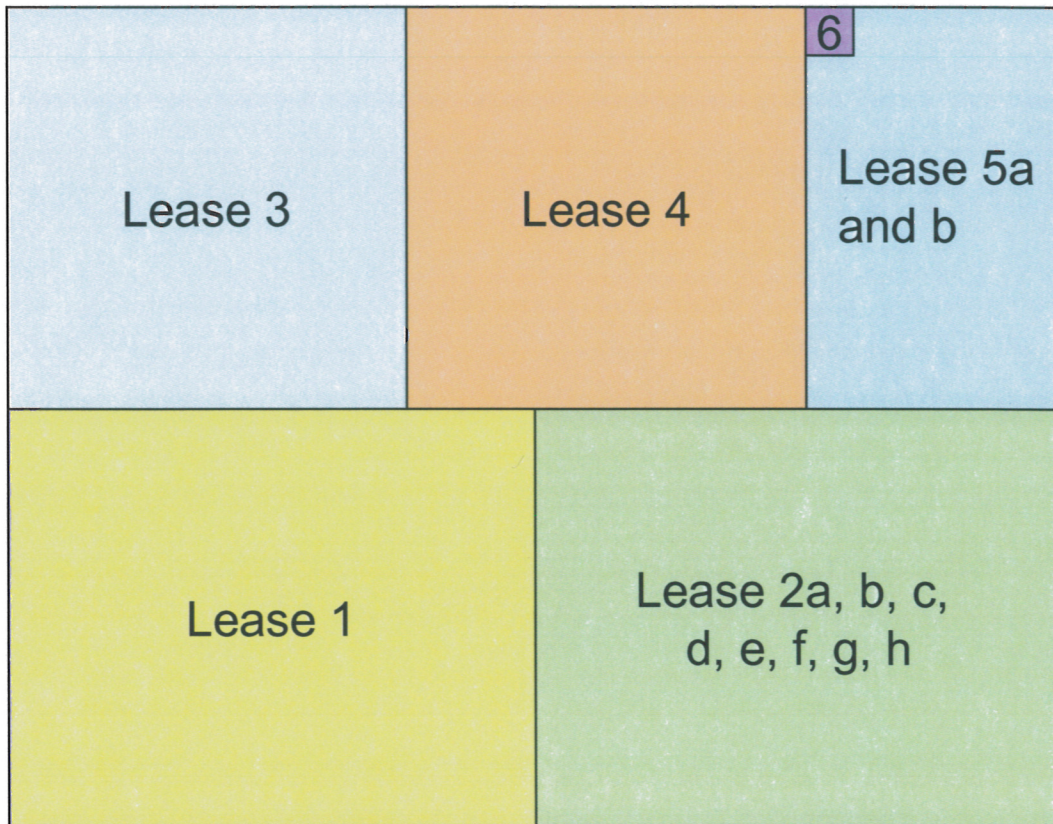 6
Lease 3
Lease 4
Lease 5a
and b
Lease 1
Lease 2a, b, c,
d, e, f, g, h